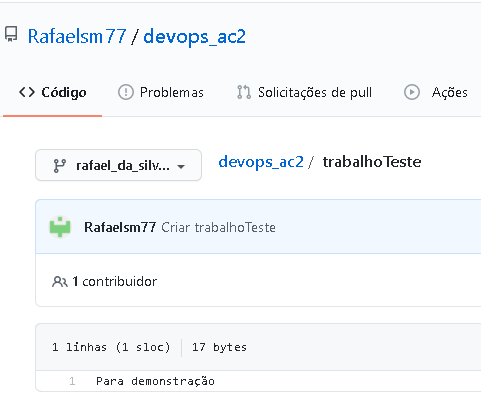 Rafaelsm77 / devops_ac2
Código Problemas Solicitações de pull Ações
rafael_da_silv... devops_ac2 / trabalhoTeste
Rafaelsm77 Criar trabalhoTeste
1 contribuidor
1 linhas (1 sloc) 17 bytes
1 Para demonstração